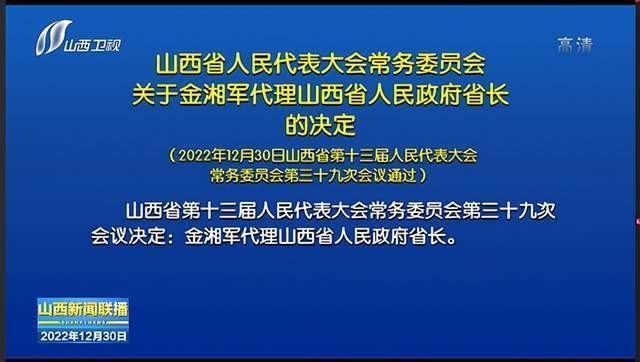 山西卫视
高清
山西省人民代表大会常务委员会
关于金湘军代理山西省人民政府省长
的决定
（2022年12月30日山西省第十三届人民代表大会
常务委员会第三十九次会议通过）
山西省第十三届人民代表大会常务委员会第三十九次
会议决定：金湘军代理山西省人民政府省长。
山西新闻联播
2022年12月30日